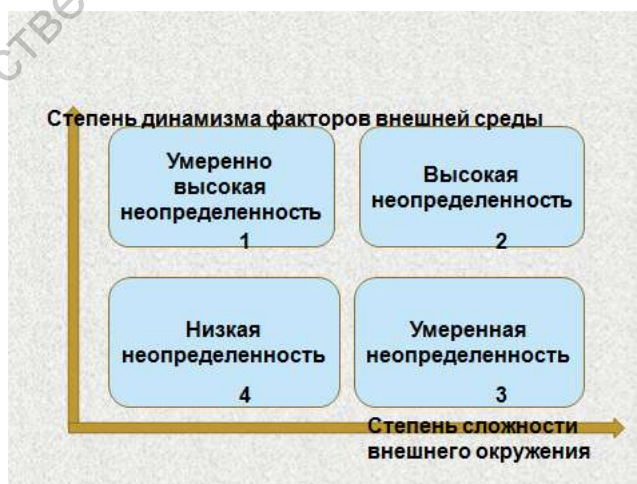 Степень динамизма факторов внешней среды
Умеренно
высокая
неопределенность
1
Высокая
неопределенность
2
Низкая
неопределенность
4
Умеренная
неопределенность
3
Степень сложности
внешнего окружения